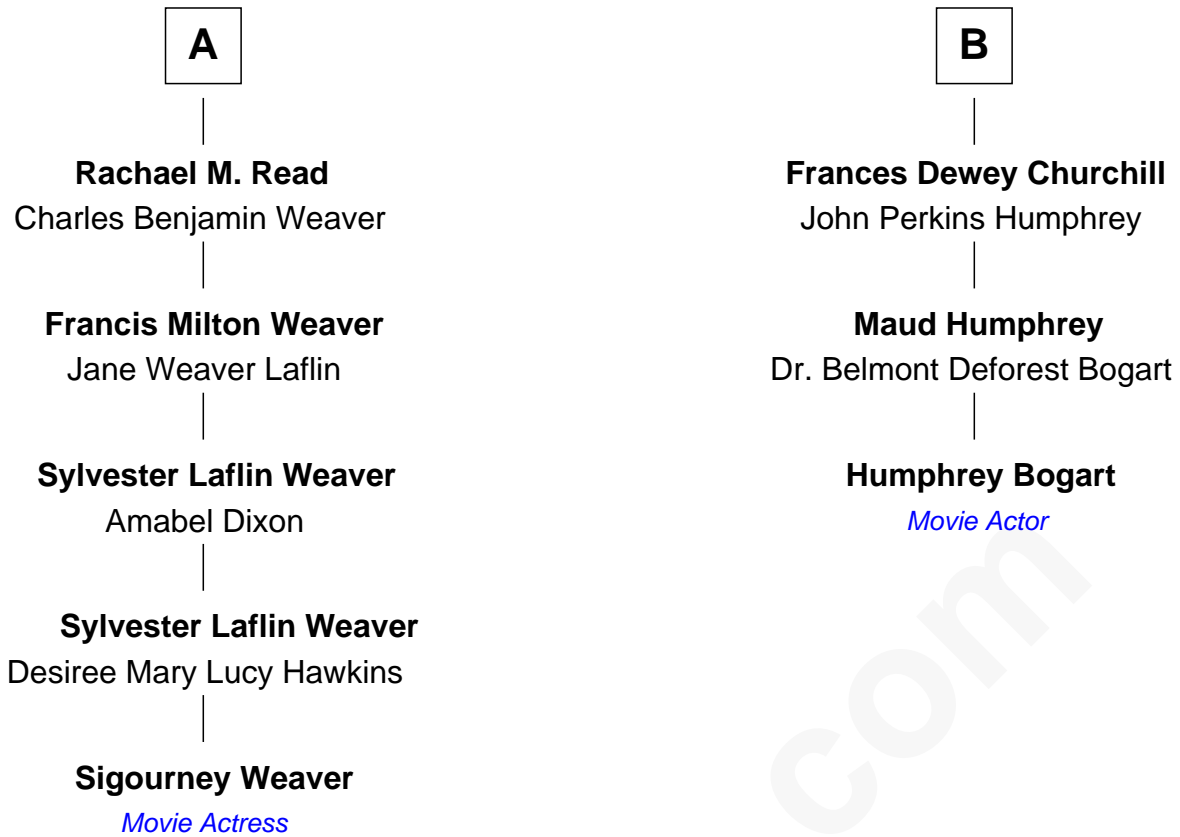 A
Rachael M. Read
Charles Benjamin Weaver
Francis Milton Weaver
Jane Weaver Laflin
Sylvester Laflin Weaver
Amabel Dixon
Sylvester Laflin Weaver
Desiree Mary Lucy Hawkins
Sigourney Weaver
Movie Actress
B
Frances Dewey Churchill
John Perkins Humphrey
Maud Humphrey
Dr. Belmont Deforest Bogart
Humphrey Bogart
Movie Actor
com